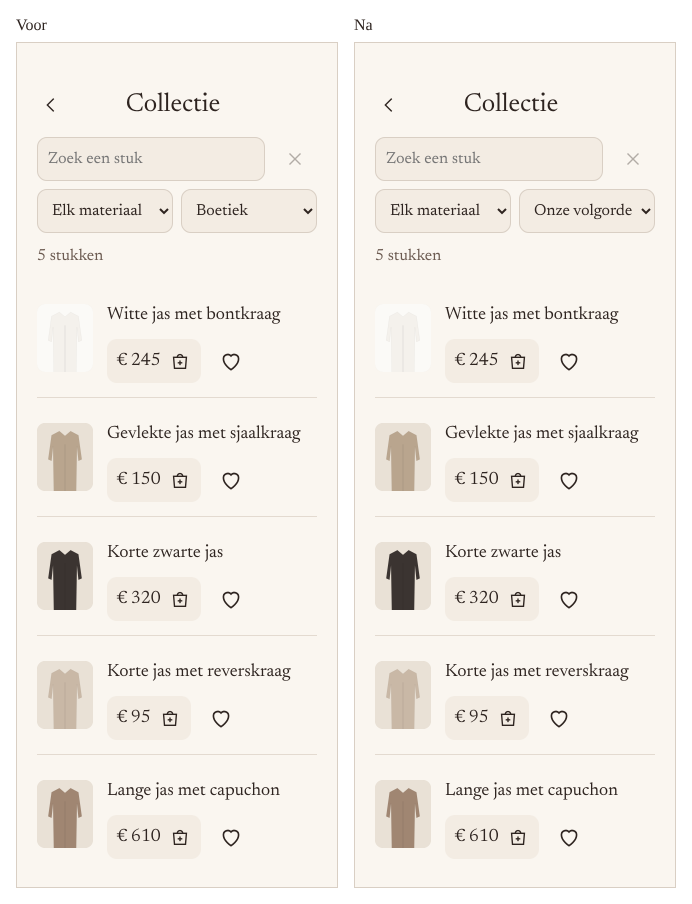 Voor
Collectie
Zoek een stuk
Elk materiaal
Boetiek
5 stukken
Witte jas met bontkraag
€ 245
Gevlekte jas met sjaalkraag
€ 150
Korte zwarte jas
€ 320
Korte jas met reverskraag
€ 95
Lange jas met capuchon
€ 610
Na
Collectie
Zoek een stuk
Elk materiaal
Onze volgorde
5 stukken
Witte jas met bontkraag
€ 245
Gevlekte jas met sjaalkraag
€ 150
Korte zwarte jas
€ 320
Korte jas met reverskraag
€ 95
Lange jas met capuchon
€ 610